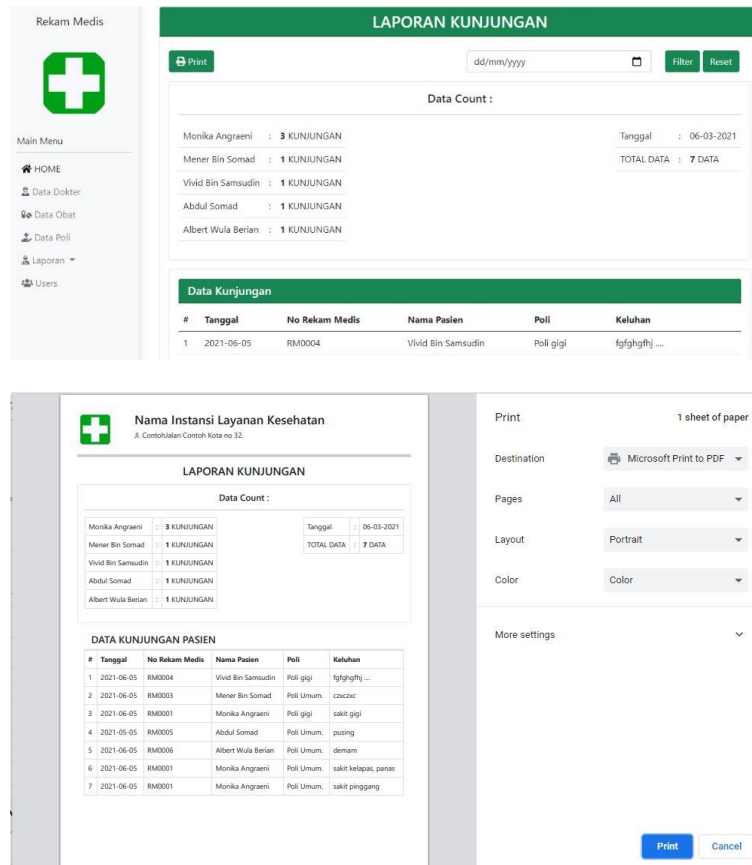 Rekam Medis
LAPORAN KUNJUNGAN
Print
dd/mm/yyyy
Filter
Reset
Data Count :
Main Menu
HOME
Data Dokter
Data Obat
Data Poli
Laporan
Users
Monika Angraeni : 3 KUNJUNGAN
Mener Bin Somad : 1 KUNJUNGAN
Vivid Bin Samsudin : 1 KUNJUNGAN
Abdul Somad : 1 KUNJUNGAN
Albert Wula Berian : 1 KUNJUNGAN
Tanggal : 06-03-2021
TOTAL DATA : 7 DATA
Data Kunjungan
# Tanggal No Rekam Medis Nama Pasien Poli Keluhan
1 2021-06-05 RM0004 Vivid Bin Samsudin Poli gigi fgfghgfhj ....
Nama Instansi Layanan Kesehatan
Jl. ContohJalan Contoh Kota no 32.
LAPORAN KUNJUNGAN
Data Count :
Monika Angraeni : 3 KUNJUNGAN
Mener Bin Somad : 1 KUNJUNGAN
Vivid Bin Samsudin : 1 KUNJUNGAN
Abdul Somad : 1 KUNJUNGAN
Albert Wula Berian : 1 KUNJUNGAN
Tanggal : 06-03-2021
TOTAL DATA : 7 DATA
DATA KUNJUNGAN PASIEN
# Tanggal No Rekam Medis Nama Pasien Poli Keluhan
1 2021-06-05 RM0004 Vivid Bin Samsudin Poli gigi fgfghgfhj ....
2 2021-06-05 RM0003 Mener Bin Somad Poli Umum. czxczxc
3 2021-06-05 RM0001 Monika Angraeni Poli gigi sakit gigi
4 2021-05-05 RM0005 Abdul Somad Poli Umum. pusing
5 2021-06-05 RM0006 Albert Wula Berian Poli Umum. demam
6 2021-06-05 RM0001 Monika Angraeni Poli Umum. sakit kelapas, panas
7 2021-06-05 RM0001 Monika Angraeni Poli Umum. sakit pinggang
Print 1 sheet of paper
Destination Microsoft Print to PDF
Pages All
Layout Portrait
Color Color
More settings
Print Cancel